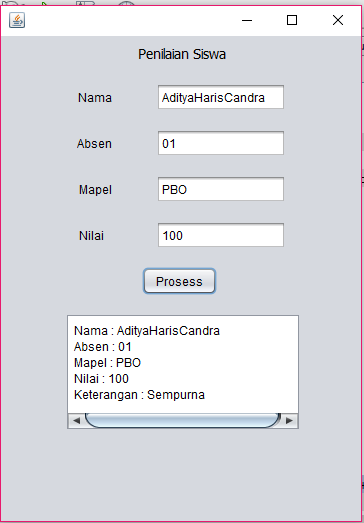 Penilaian Siswa
Nama AdityaHarisCandra
Absen 01
Mapel PBO
Nilai 100
Prosess
Nama : AdityaHarisCandra
Absen : 01
Mapel : PBO
Nilai : 100
Keterangan : Sempurna